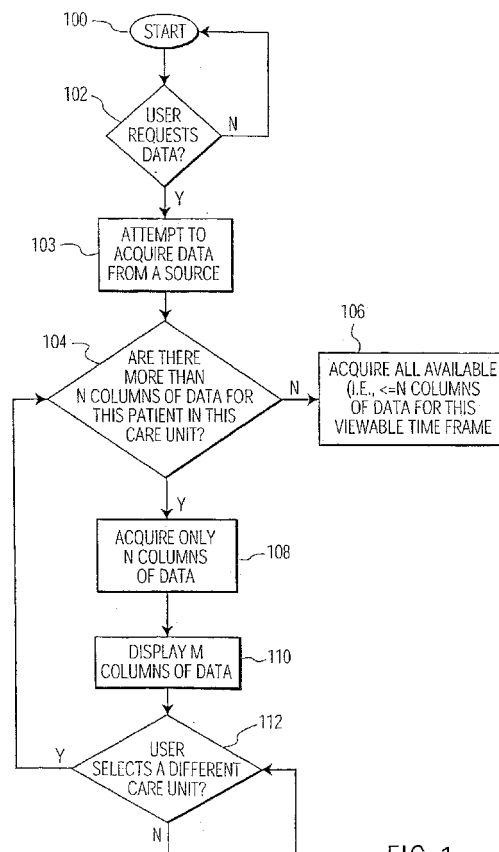 100
START
102
USER
REQUESTS
DATA?
N
Y
103
ATTEMPT TO
ACQUIRE DATA
FROM A SOURCE
104
ARE THERE
MORE THAN
N COLUMNS OF DATA FOR
THIS PATIENT IN THIS
CARE UNIT?
N
106
ACQUIRE ALL AVAILABLE
(I.E., <=N COLUMNS
OF DATA FOR THIS
VIEWABLE TIME FRAME
Y
ACQUIRE ONLY
N COLUMNS
OF DATA
108
DISPLAY M
COLUMNS OF DATA
110
112
Y
USER
SELECTS A DIFFERENT
CARE UNIT?
N
FIG. 1